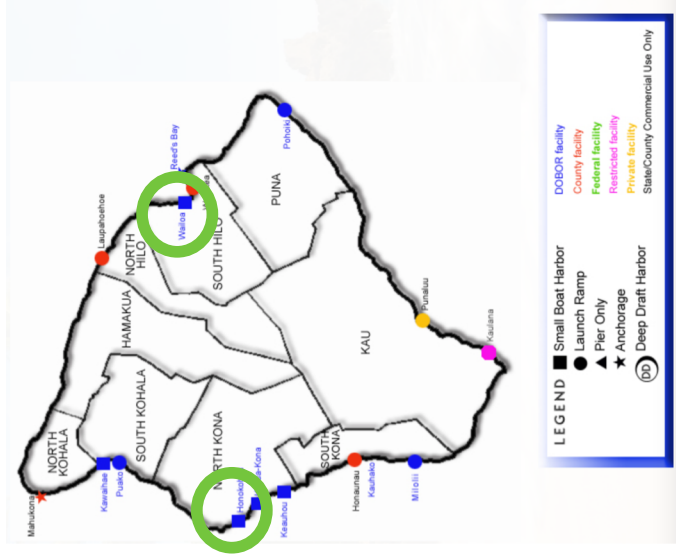 Mahukona
NORTH
KOHALA
Kawaihae
Puako
SOUTH KOHALA
HAMAKUA
Laupahoehoe
NORTH
HILO
Wailoa
Reed's Bay
SOUTH HILO
PUNA
Pohoiki
NORTH KONA
Keauhou
SOUTH
KONA
Honaunau
Kauhako
Milolii
KAU
Punaluu
Kaulana
LEGEND
Small Boat Harbor
Launch Ramp
Pier Only
Anchorage
DD Deep Draft Harbor
DOBOR facility
County facility
Federal facility
Restricted facility
Private facility
State/County Commercial Use Only